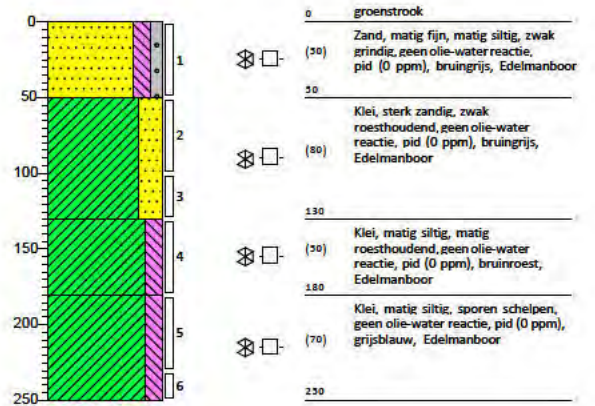 0 groenstrook
0
(50) Zand, matig fijn, matig siltig, zwak
grindig, geen olie-water reactie,
pid (0 ppm), bruingrijs, Edelmanboor
1
50
50
Klei, sterk zandig, zwak
roesthoudend, geen olie-water
(80) reactie, pid (0 ppm), bruingrijs,
Edelmanboor
2
100
3
130
150
4
(50) Klei, matig siltig, matig
roesthoudend, geen olie-water
reactie, pid (0 ppm), bruinroest,
Edelmanboor
180
200
5
(70) Klei, matig siltig, sporen schelpen,
geen olie-water reactie, pid (0 ppm),
grijsblauw, Edelmanboor
6
250
250